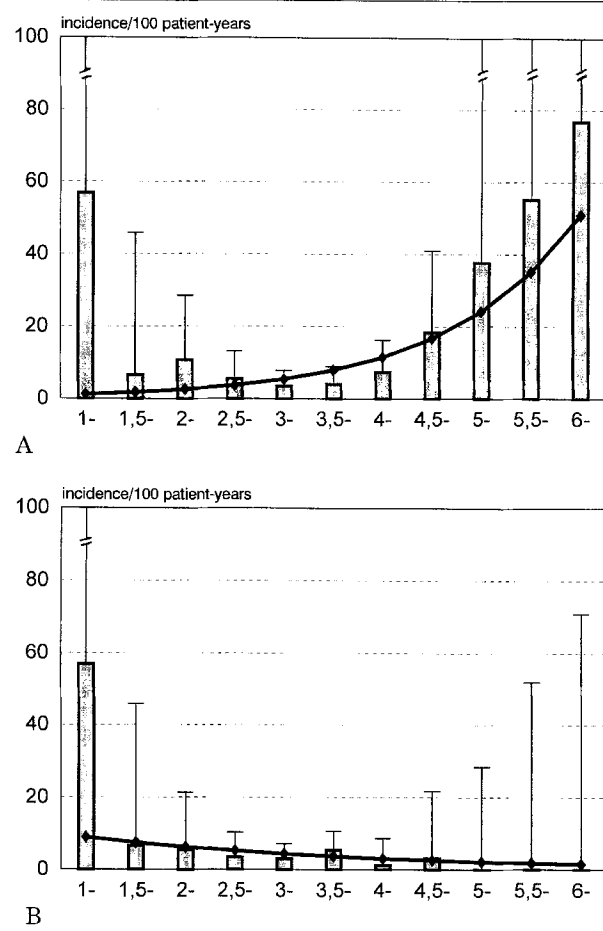 incidence/100 patient-years
100
80
60
40
20
0
1- 1,5- 2- 2,5- 3- 3,5- 4- 4,5- 5- 5,5- 6-
A
incidence/100 patient-years
100
80
60
40
20
0
1- 1,5- 2- 2,5- 3- 3,5- 4- 4,5- 5- 5,5- 6-
B